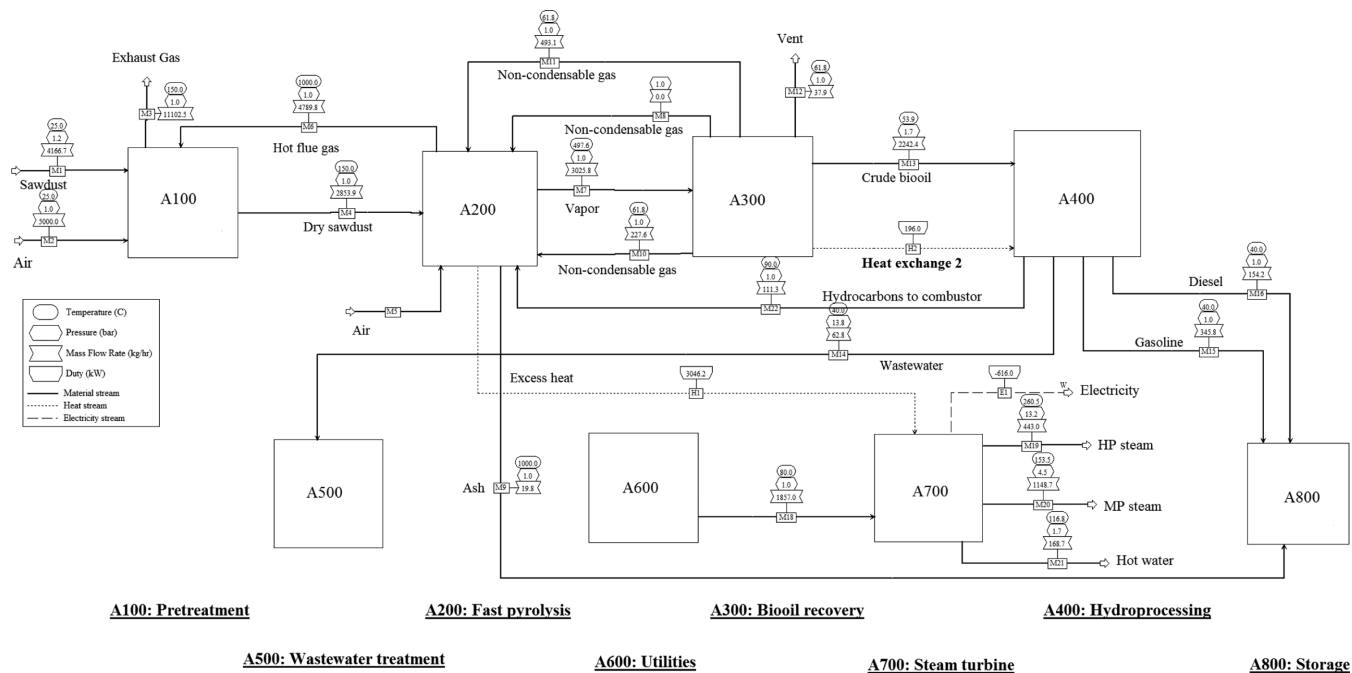 61.8
1.0
493.1
M11
Non-condensable gas
Vent
61.8
1.0
37.9
M12
Exhaust Gas
150.0
1.0
11102.5
M3
1000.0
1.0
4789.8
M6
Hot flue gas
1.0
0.0
M8
Non-condensable gas
25.0
1.2
4166.7
M1
Sawdust
25.0
1.0
5000.0
M2
Air
A100
150.0
1.0
2853.9
M4
Dry sawdust
A200
497.6
1.0
3025.8
M7
Vapor
61.8
1.0
227.6
M10
Non-condensable gas
A300
53.9
1.7
2242.4
M13
Crude biooil
196.0
H2
Heat exchange 2
A400
90.0
1.0
111.3
M22
Hydrocarbons to combustor
M5
Air
40.0
13.8
62.8
M14
Wastewater
40.0
1.0
154.2
M16
Diesel
40.0
1.0
345.8
M15
Gasoline
Temperature (C)
Pressure (bar)
Mass Flow Rate (kg/hr)
Duty (kW)
Material stream
Heat stream
Electricity stream
Excess heat
3046.2
H1
-616.0
E1
W
Electricity
260.5
13.2
443.0
M19
HP steam
153.5
4.5
1148.7
M20
MP steam
116.8
1.7
168.7
M21
Hot water
A500
Ash
1000.0
1.0
19.8
M9
A600
80.0
1.0
1857.0
M18
A700
A800
A100: Pretreatment
A200: Fast pyrolysis
A300: Biooil recovery
A400: Hydroprocessing
A500: Wastewater treatment
A600: Utilities
A700: Steam turbine
A800: Storage